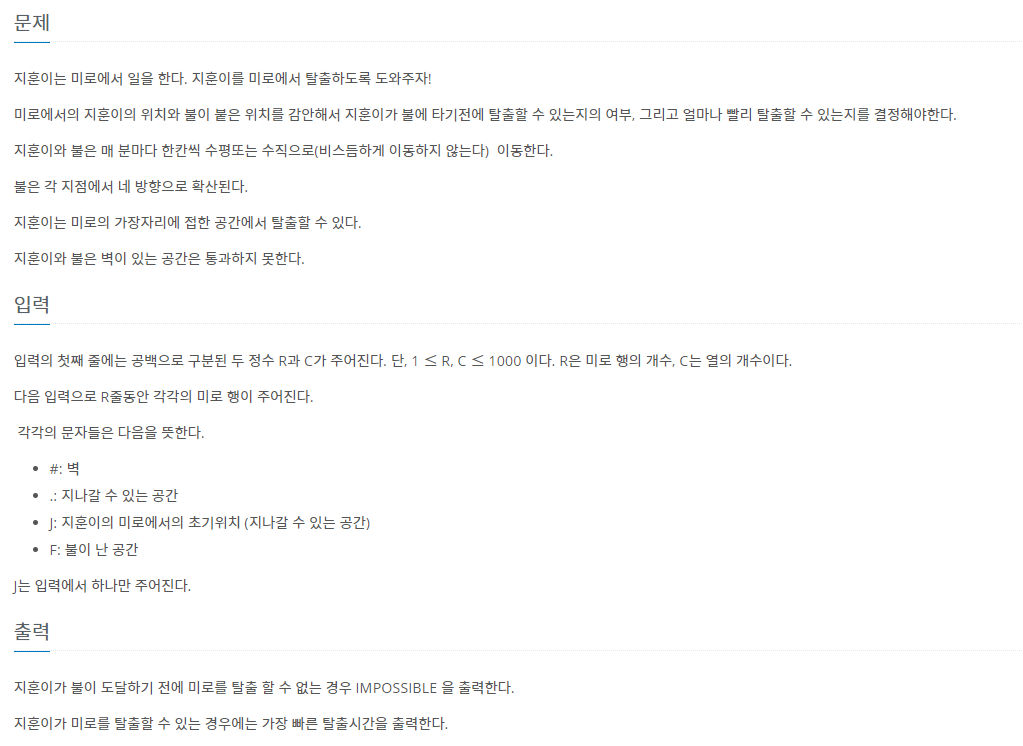 문제
지훈이는 미로에서 일을 한다. 지훈이를 미로에서 탈출하도록 도와주자!
미로에서의 지훈이의 위치와 불이 붙은 위치를 감안해서 지훈이가 불에 타기전에 탈출할 수 있는지의 여부, 그리고 얼마나 빨리 탈출할 수 있는지를 결정해야한다.
지훈이와 불은 매 분마다 한칸씩 수평또는 수직으로(비스듬하게 이동하지 않는다) 이동한다.
불은 각 지점에서 네 방향으로 확산된다.
지훈이는 미로의 가장자리에 접한 공간에서 탈출할 수 있다.
지훈이와 불은 벽이 있는 공간은 통과하지 못한다.
입력
입력의 첫째 줄에는 공백으로 구분된 두 정수 R과 C가 주어진다. 단, 1 ≤ R, C ≤ 1000 이다. R은 미로 행의 개수, C는 열의 개수이다.
다음 입력으로 R줄동안 각각의 미로 행이 주어진다.
각각의 문자들은 다음을 뜻한다.
• #: 벽
• .: 지나갈 수 있는 공간
• J: 지훈이의 미로에서의 초기위치 (지나갈 수 있는 공간)
• F: 불이 난 공간
J는 입력에서 하나만 주어진다.
출력
지훈이가 불이 도달하기 전에 미로를 탈출 할 수 없는 경우 IMPOSSIBLE 을 출력한다.
지훈이가 미로를 탈출할 수 있는 경우에는 가장 빠른 탈출시간을 출력한다.